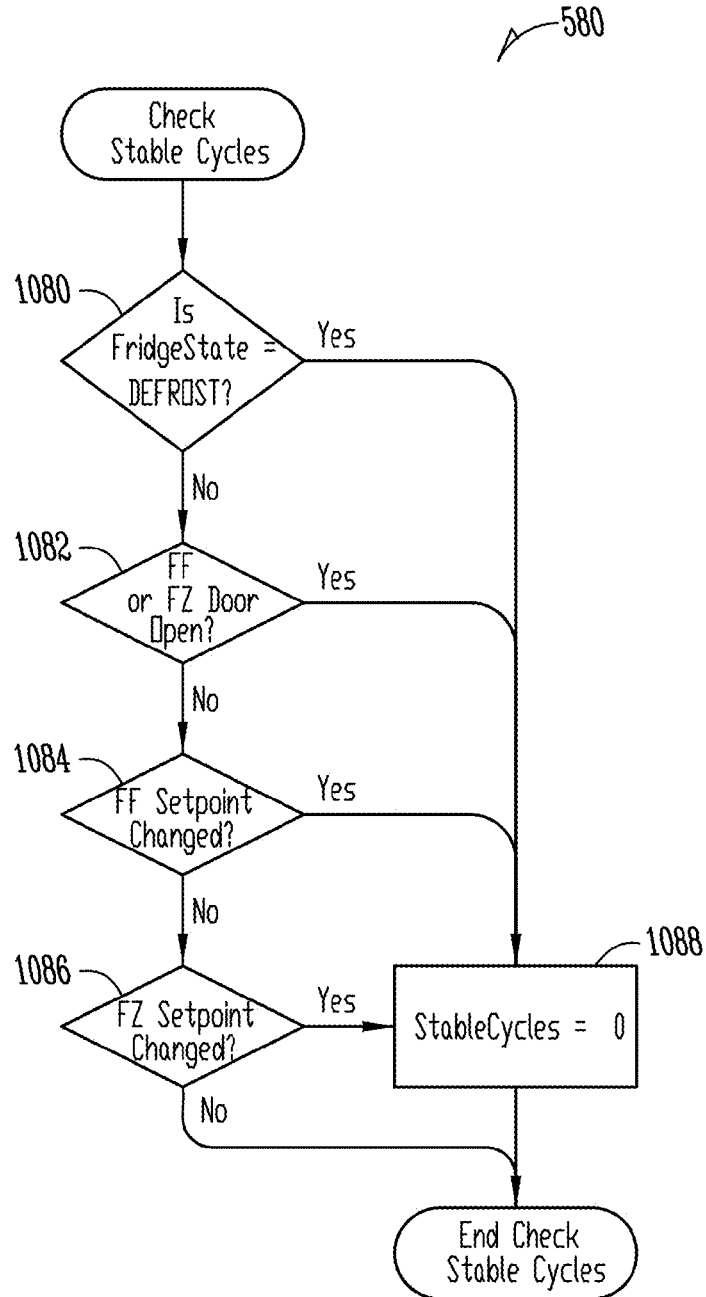 580
Check
Stable Cycles
1080
Is
FridgeState =
DEFROST?
Yes
No
1082
FF
or FZ Door
Open?
Yes
No
1084
FF Setpoint
Changed?
Yes
No
1086
FZ Setpoint
Changed?
Yes
No
1088
StableCycles = 0
End Check
Stable Cycles